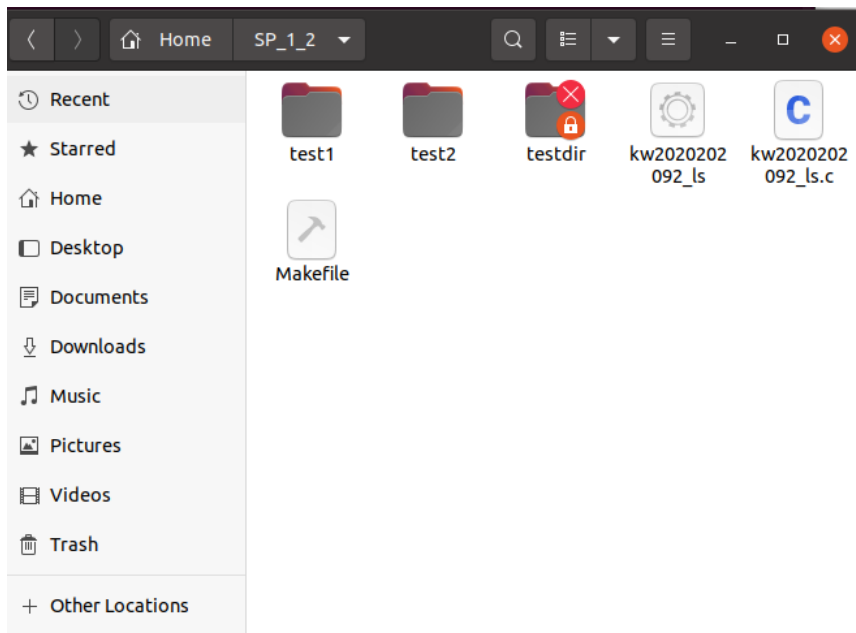 Home SP_1_2
Recent
Starred
Home
Desktop
Documents
Downloads
Music
Pictures
Videos
Trash
Other Locations
test1 test2 testdir kw2020202 kw2020202
092_ls 092_ls.c
Makefile